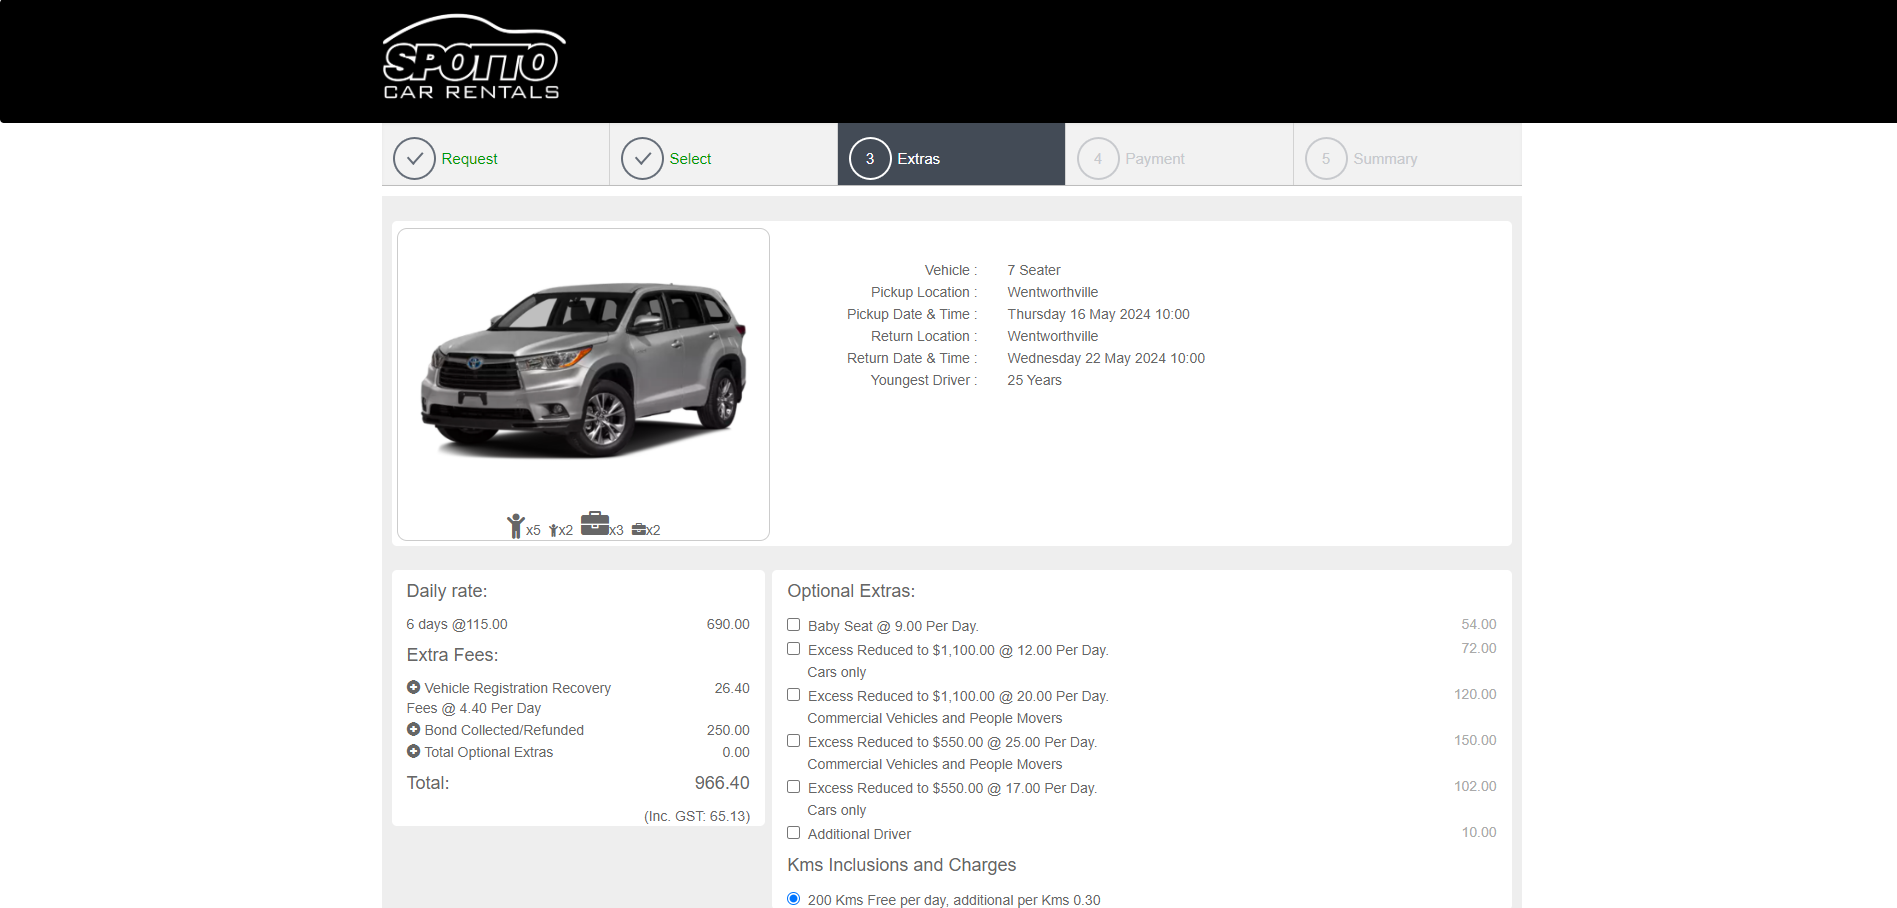 SPOTTO
CAR RENTALS
Request
Select
3 Extras
4 Payment
5 Summary
Vehicle : 7 Seater
Pickup Location : Wentworthville
Pickup Date & Time : Thursday 16 May 2024 10:00
Return Location : Wentworthville
Return Date & Time : Wednesday 22 May 2024 10:00
Youngest Driver : 25 Years
x5 x2 x3 x2
Daily rate:
6 days @115.00 690.00
Extra Fees:
Vehicle Registration Recovery 26.40
Fees @ 4.40 Per Day
Bond Collected/Refunded 250.00
Total Optional Extras 0.00
Total: 966.40
(Inc. GST: 65.13)
Optional Extras:
Baby Seat @ 9.00 Per Day. 54.00
Excess Reduced to $1,100.00 @ 12.00 Per Day. 72.00
Cars only
Excess Reduced to $1,100.00 @ 20.00 Per Day. 120.00
Commercial Vehicles and People Movers
Excess Reduced to $550.00 @ 25.00 Per Day. 150.00
Commercial Vehicles and People Movers
Excess Reduced to $550.00 @ 17.00 Per Day. 102.00
Cars only
Additional Driver 10.00
Kms Inclusions and Charges
200 Kms Free per day, additional per Kms 0.30